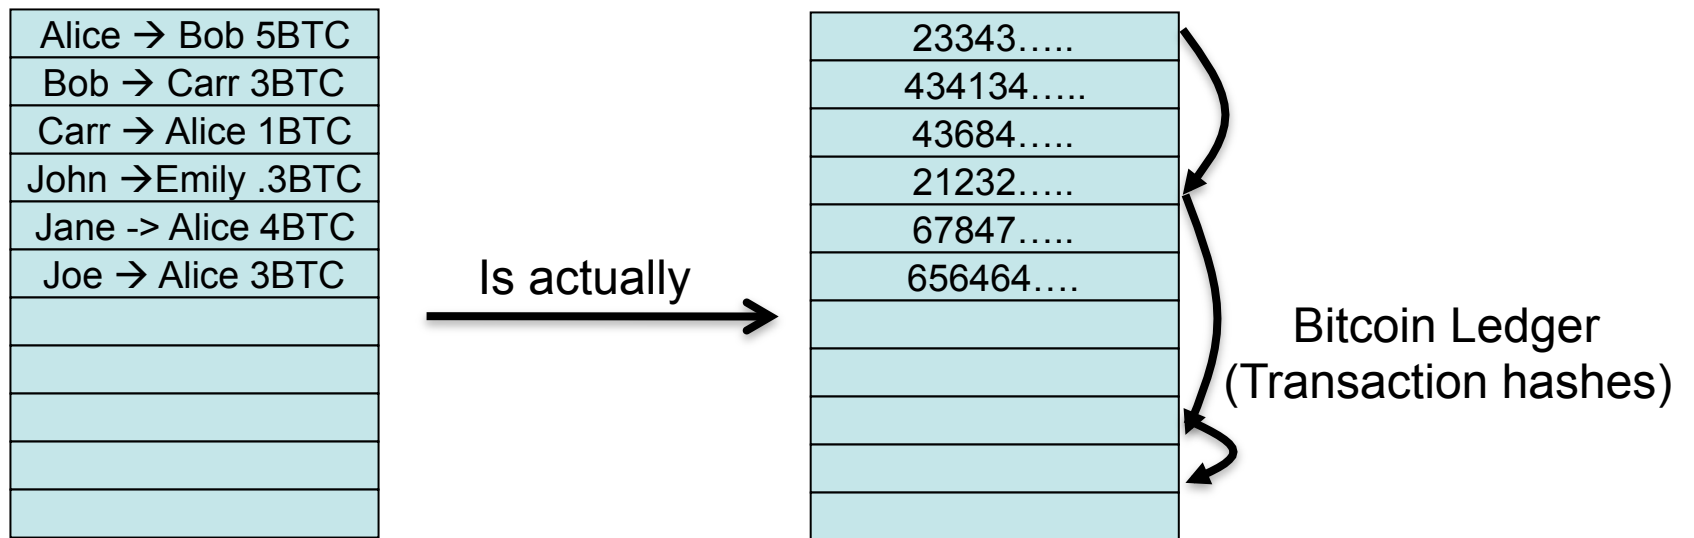 Alice → Bob 5BTC
Bob → Carr 3BTC
Carr → Alice 1BTC
John →Emily .3BTC
Jane -> Alice 4BTC
Joe → Alice 3BTC
Is actually
23343…..
434134…..
43684…..
21232…..
67847…..
656464….
Bitcoin Ledger
(Transaction hashes)